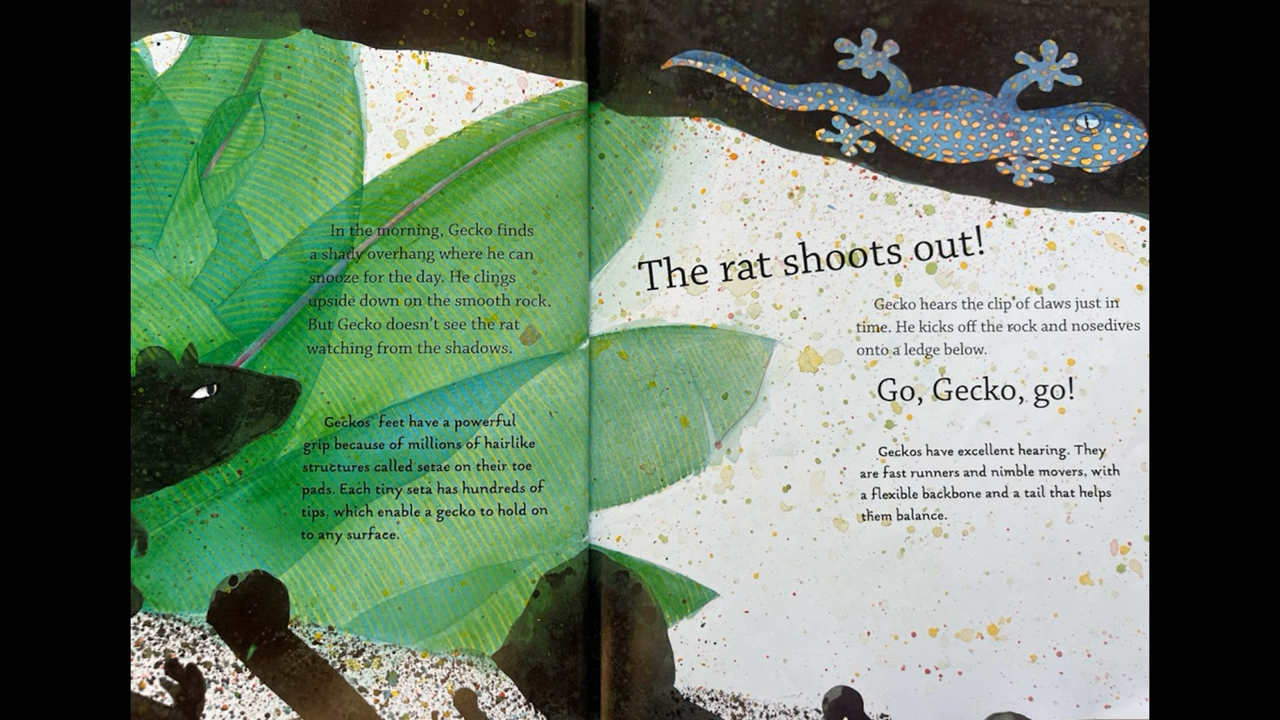 In the morning, Gecko finds
a shady overhang where he can
snooze for the day. He clings
upside down on the smooth rock.
But Gecko doesn't see the rat
watching from the shadows.
Geckos' feet have a powerful
grip because of millions of hairlike
structures called setae on their toe
pads. Each tiny seta has hundreds of
tips, which enable a gecko to hold on
to any surface.
The rat shoots out!
Gecko hears the clip of claws just in
time. He kicks off the rock and nosedives
onto a ledge below.
Go, Gecko, go!
Geckos have excellent hearing. They
are fast runners and nimble movers, with
a flexible backbone and a tail that helps
them balance.